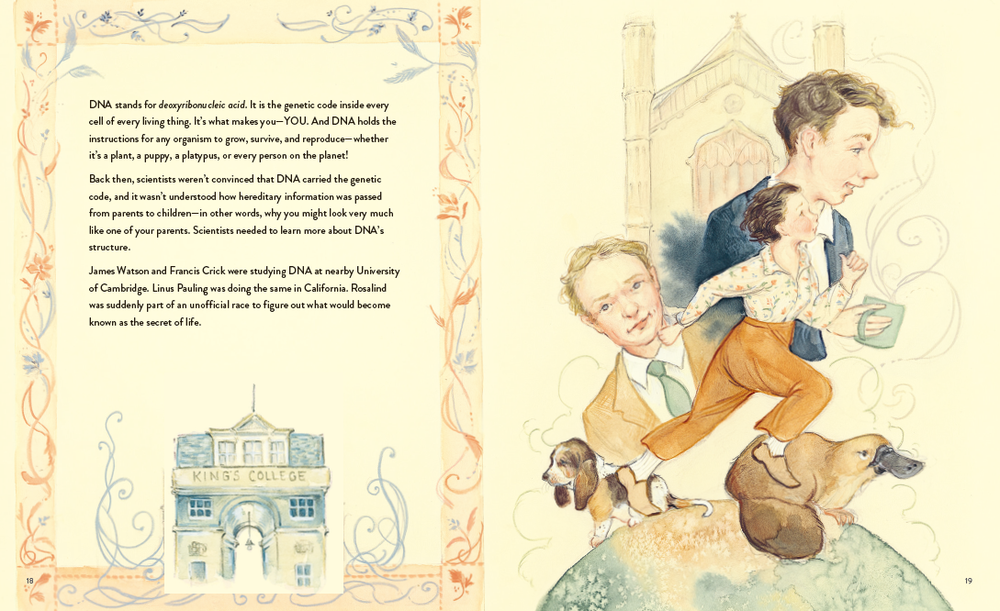 DNA stands for deoxyribonucleic acid. It is the genetic code inside every
cell of every living thing. It's what makes you—YOU. And DNA holds the
instructions for any organism to grow, survive, and reproduce—whether
it's a plant, a puppy, a platypus, or every person on the planet!
Back then, scientists weren't convinced that DNA carried the genetic
code, and it wasn't understood how hereditary information was passed
from parents to children—in other words, why you might look very much
like one of your parents. Scientists needed to learn more about DNA's
structure.
James Watson and Francis Crick were studying DNA at nearby University
of Cambridge. Linus Pauling was doing the same in California. Rosalind
was suddenly part of an unofficial race to figure out what would become
known as the secret of life.
KING'S COLLEGE
18
19